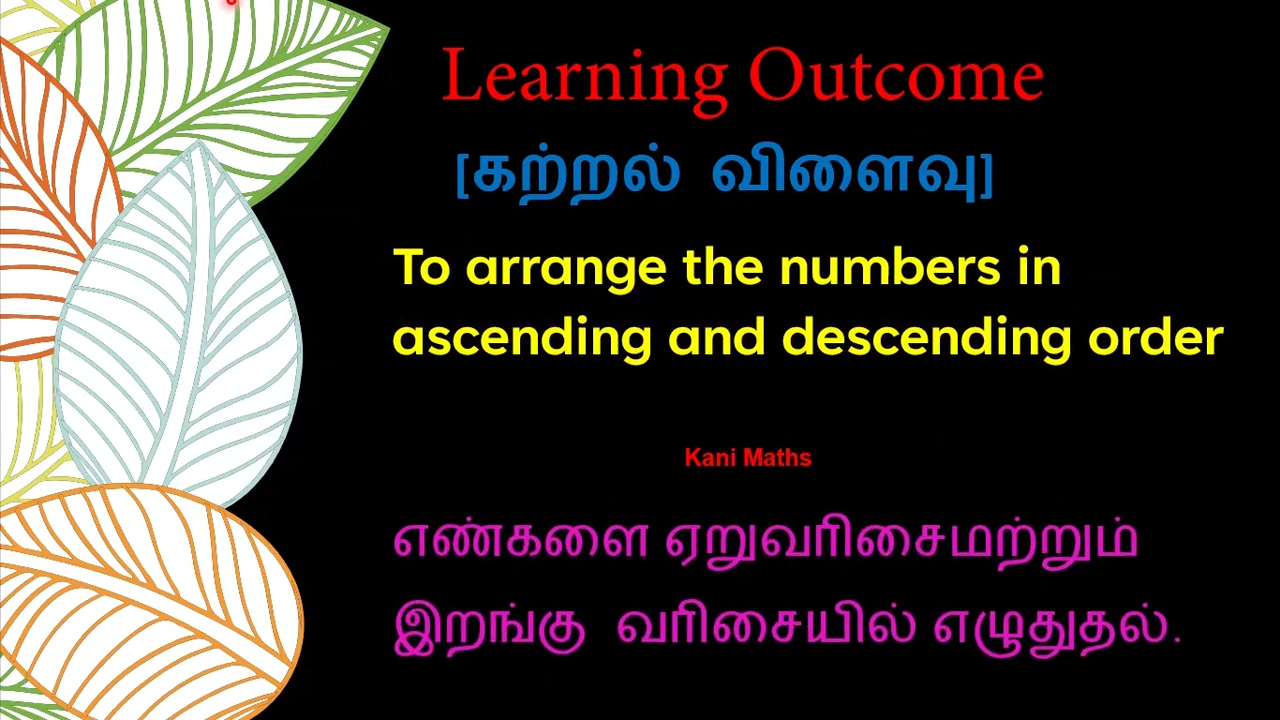 Learning Outcome
[கற்றல் விளைவு]
To arrange the numbers in
ascending and descending order
Kani Maths
எண்களை ஏறுவரிசைமற்றும்
இறங்கு வரிசையில் எழுதுதல்.